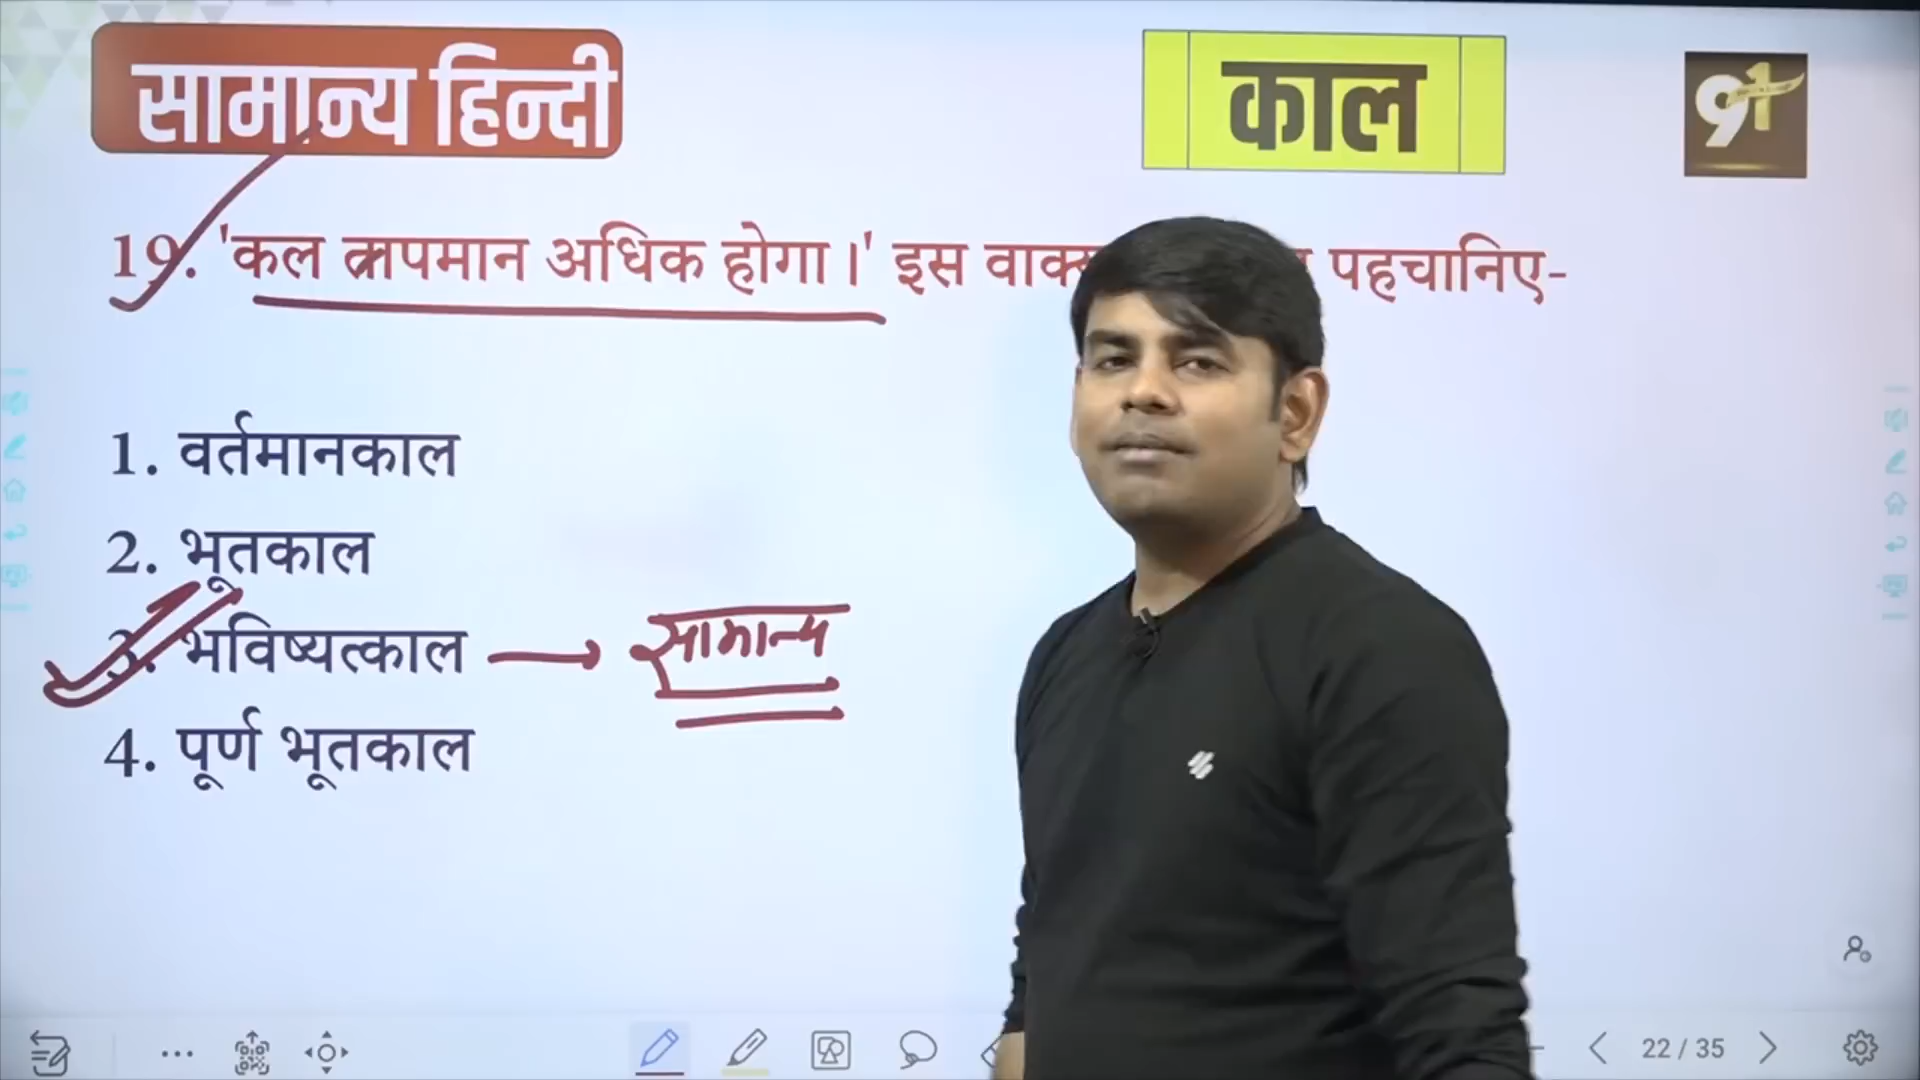 सामान्य हिन्दी
काल
91
19. 'कल तापमान अधिक होगा।' इस पहचानिए-
1. वर्तमानकाल
2. भूतकाल
3. भविष्यत्काल
सामान्य
4. पूर्ण भूतकाल
22 / 35